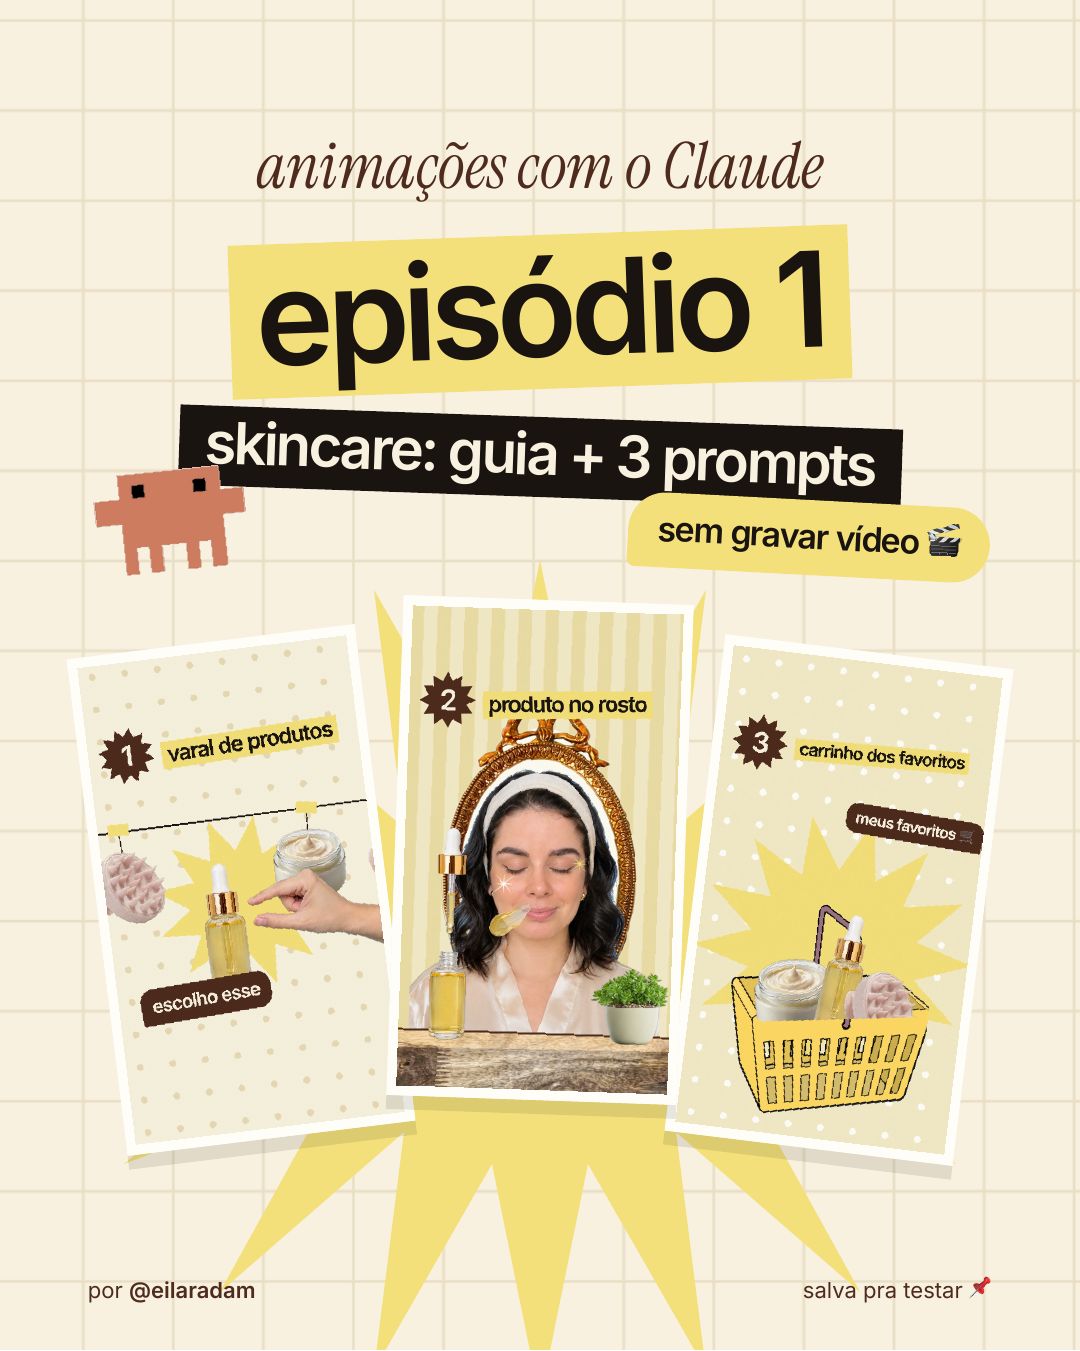 animações com o Claude
episódio 1
skincare: guia + 3 prompts
sem gravar vídeo 🎬
1 varal de produtos
escolho esse
2 produto no rosto
3 carrinho dos favoritos
meus favoritos 🛒
por @eilaradam
salva pra testar 📌